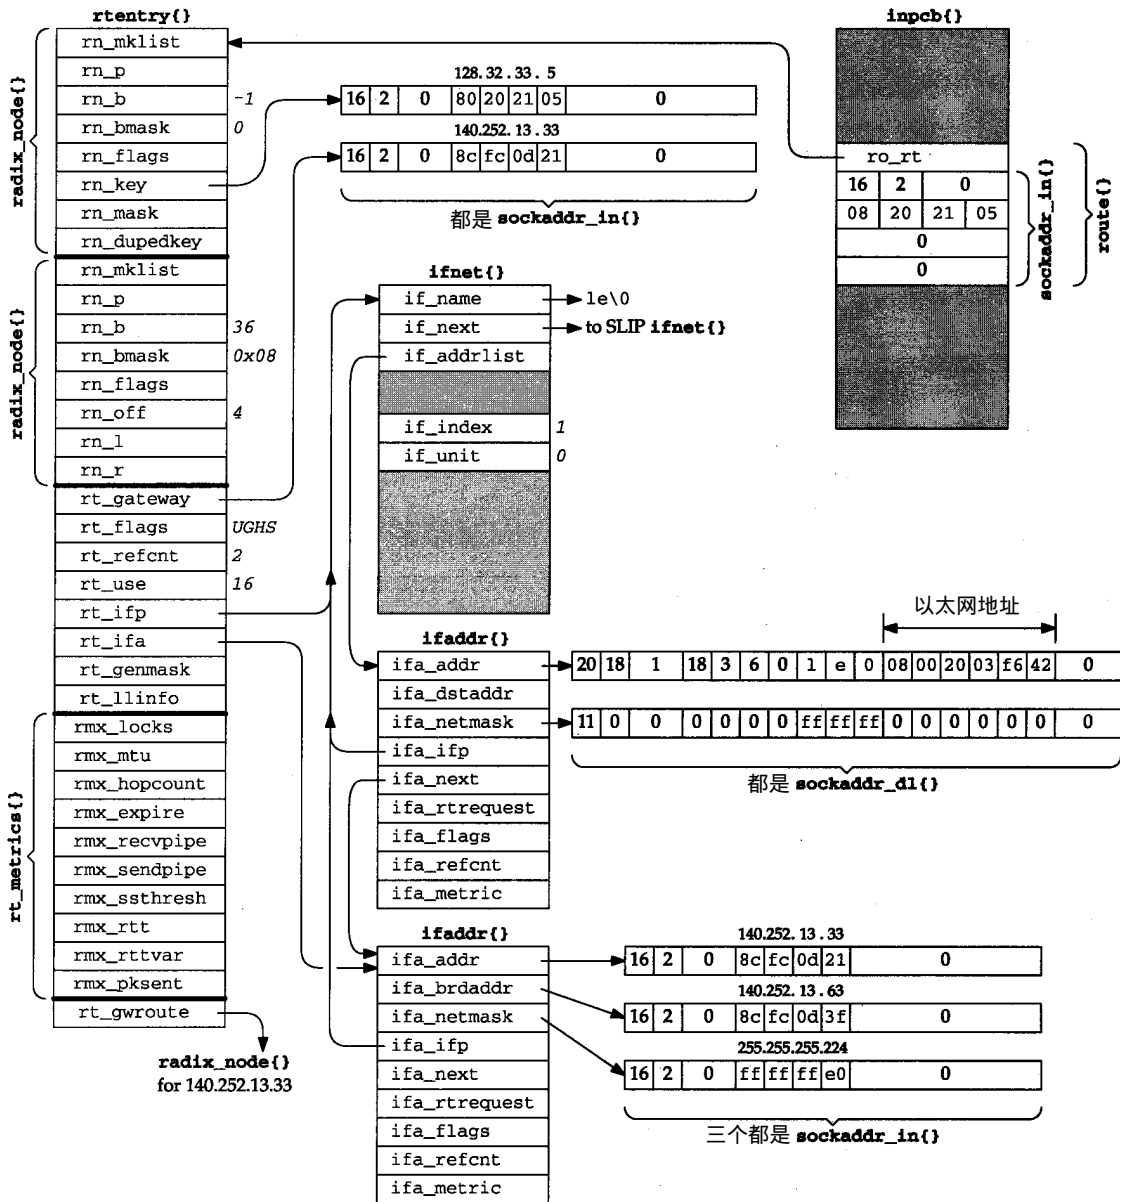 rtentry{}
radix_node{}
rn_mklist
rn_p
rn_b -1
rn_bmask 0
rn_flags
rn_key
rn_mask
rn_dupedkey
radix_node{}
rn_mklist
rn_p
rn_b 36
rn_bmask 0x08
rn_flags
rn_off 4
rn_l
rn_r
rt_gateway
rt_flags UGHS
rt_refcnt 2
rt_use 16
rt_ifp
rt_ifa
rt_genmask
rt_llinfo
rt_metrics{}
rmx_locks
rmx_mtu
rmx_hopcount
rmx_expire
rmx_recvpipe
rmx_sendpipe
rmx_ssthresh
rmx_rtt
rmx_rttvar
rmx_pksent
rt_gwroute
radix_node{}
for 140.252.13.33
128.32.33.5
16 2 0 80 20 21 05 0
140.252.13.33
16 2 0 8c fc 0d 21 0
都是 sockaddr_in{}
inpcb{}
ro_rt
16 2 0
08 20 21 05
0
0
sockaddr_in{}
route{}
ifnet{}
if_name le\0
if_next to SLIP ifnet{}
if_addrlist
if_index 1
if_unit 0
以太网地址
ifaddr{}
ifa_addr 20 18 1 18 3 6 0 l e 0 08 00 20 03 f6 42 0
ifa_dstaddr
ifa_netmask 11 0 0 0 0 0 0 ff ff ff 0 0 0 0 0 0 0
ifa_ifp
ifa_next
都是 sockaddr_dl{}
ifa_rtrequest
ifa_flags
ifa_refcnt
ifa_metric
ifaddr{}
140.252.13.33
ifa_addr 16 2 0 8c fc 0d 21 0
ifa_brdaddr
140.252.13.63
16 2 0 8c fc 0d 3f 0
ifa_netmask
255.255.255.224
16 2 0 ff ff ff e0 0
ifa_ifp
ifa_next
ifa_rtrequest
三个都是 sockaddr_in{}
ifa_flags
ifa_refcnt
ifa_metric